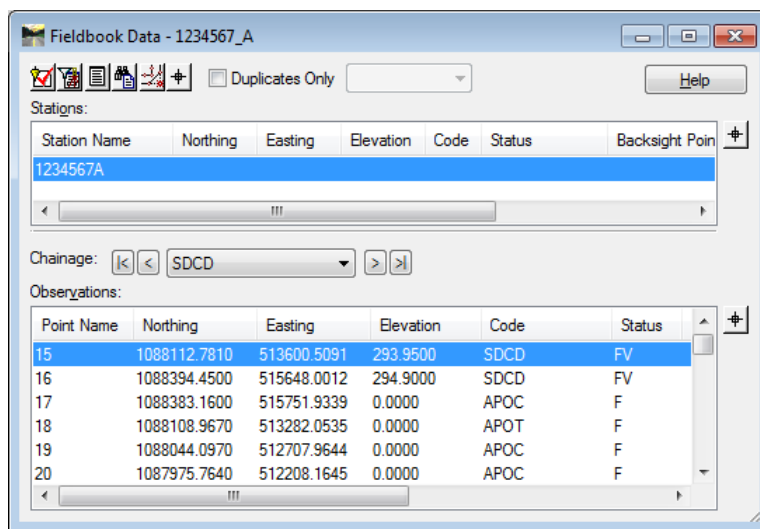 Fieldbook Data - 1234567_A
Duplicates Only
Help
Stations:
Station Name Northing Easting Elevation Code Status Backsight Poin
1234567A
Chainage: |< < SDCD > >|
Observations:
Point Name Northing Easting Elevation Code Status
15 1088112.7810 513600.5091 293.9500 SDCD FV
16 1088394.4500 515648.0012 294.9000 SDCD FV
17 1088383.1600 515751.9339 0.0000 APOC F
18 1088108.9670 513282.0535 0.0000 APOT F
19 1088044.0970 512707.9644 0.0000 APOC F
20 1087975.7640 512208.1645 0.0000 APOC F